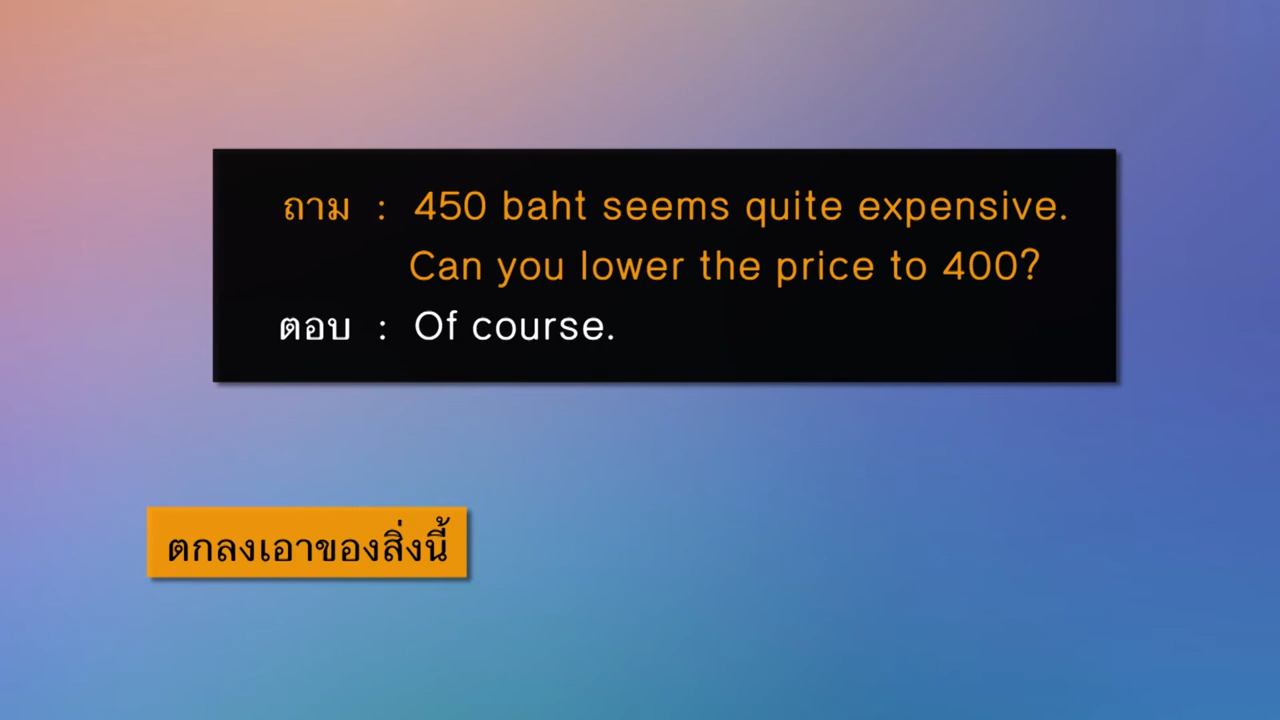 ถาม : 450 baht seems quite expensive.
Can you lower the price to 400?
ตอบ : Of course.
ตกลงเอาของสิ่งนี้